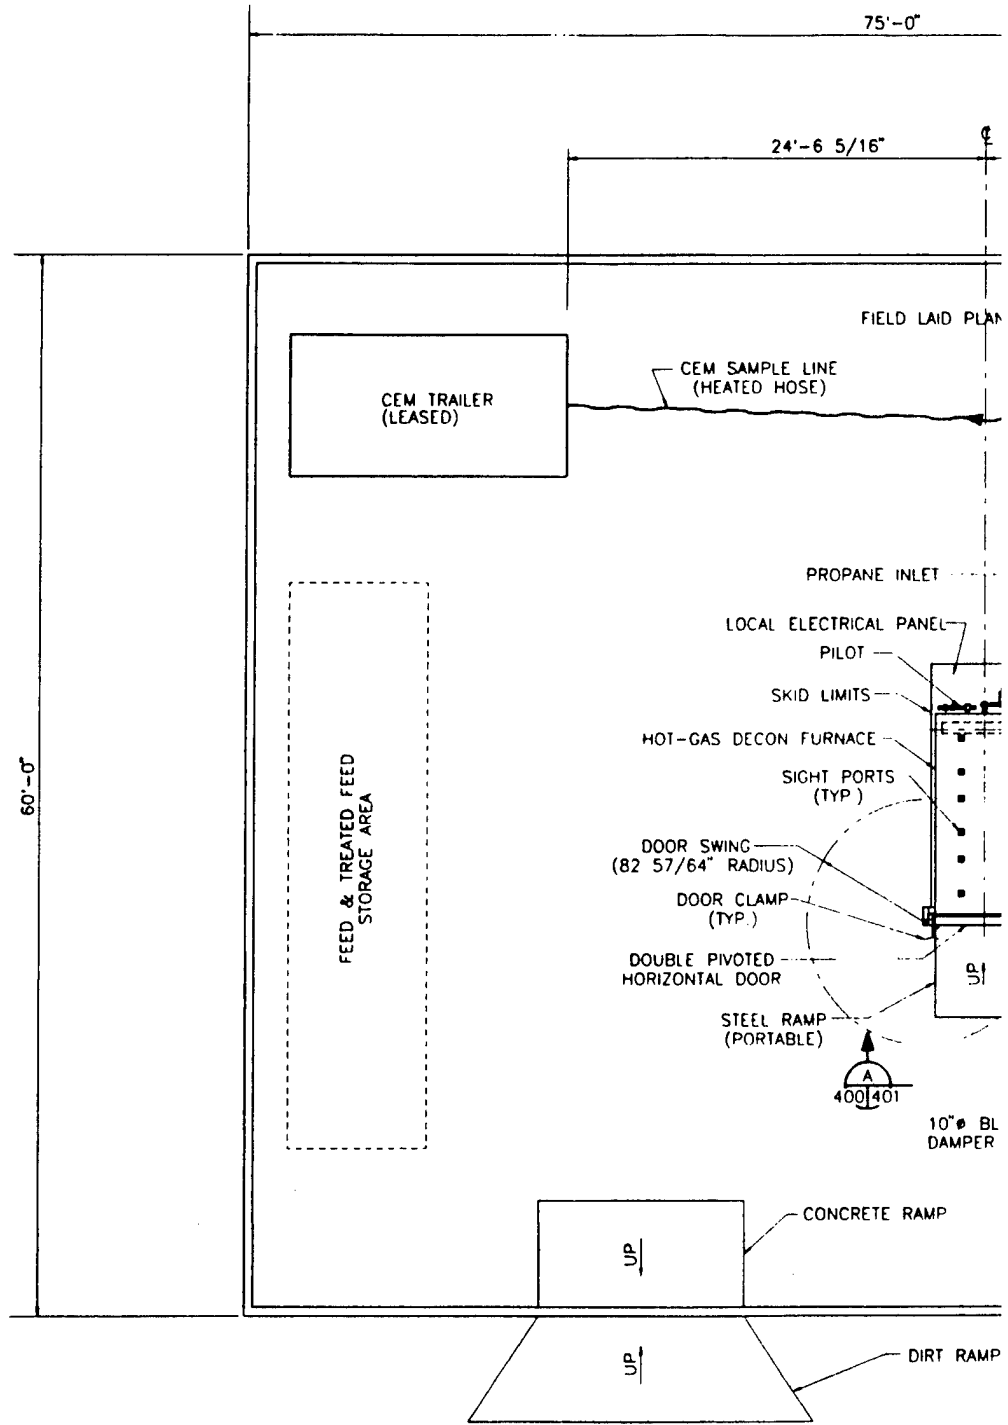 75'-0"
24'-6 5/16"
℄
60'-0"
FIELD LAID PLAN
CEM SAMPLE LINE
(HEATED HOSE)
CEM TRAILER
(LEASED)
PROPANE INLET
LOCAL ELECTRICAL PANEL
PILOT
SKID LIMITS
HOT-GAS DECON FURNACE
SIGHT PORTS
(TYP.)
FEED & TREATED FEED
STORAGE AREA
DOOR SWING
(82 57/64" RADIUS)
DOOR CLAMP
(TYP.)
DOUBLE PIVOTED
HORIZONTAL DOOR
UP
STEEL RAMP
(PORTABLE)
A
400 401
10"ø BL
DAMPER
CONCRETE RAMP
UP
UP
DIRT RAMP